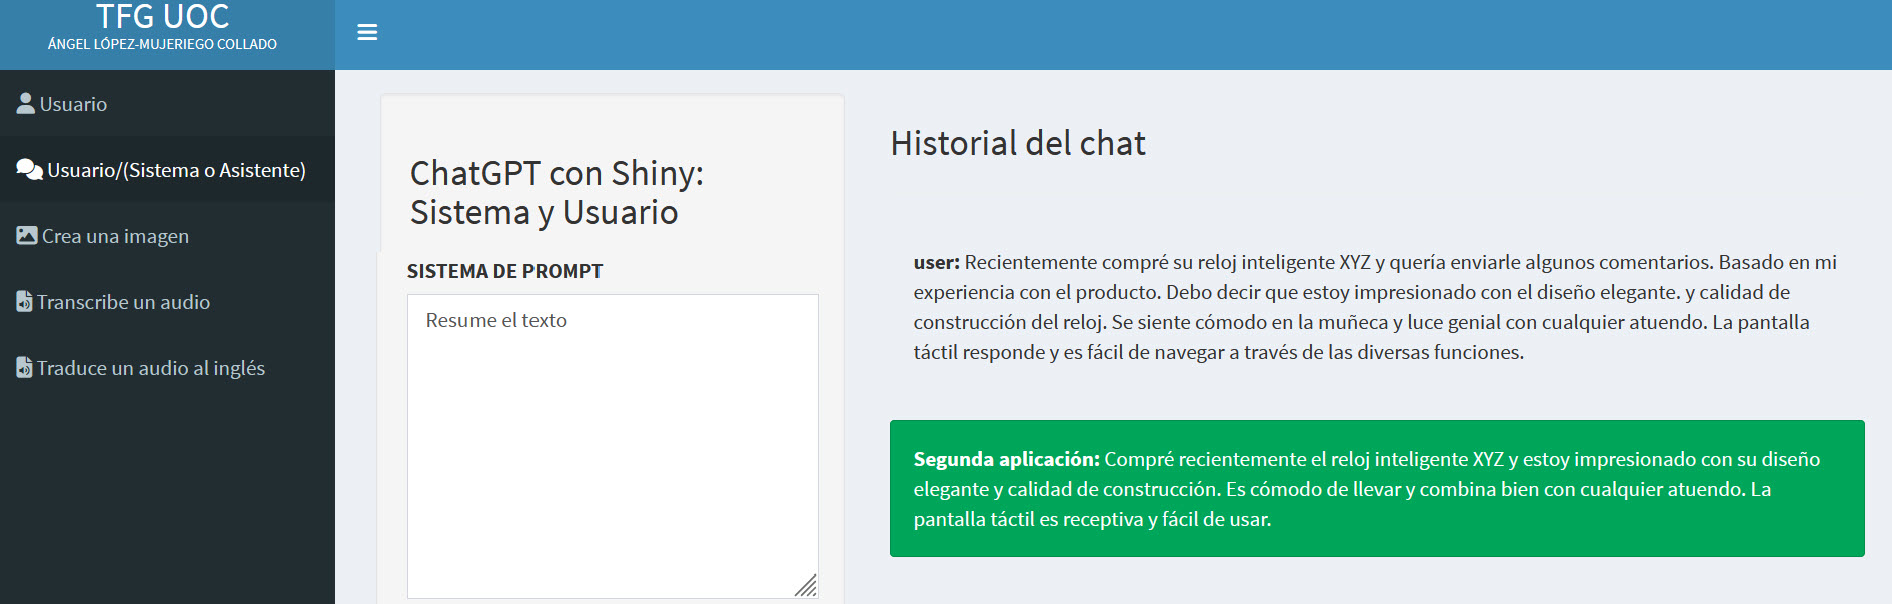 TFG UOC
ÁNGEL LÓPEZ-MUJERIEGO COLLADO
Usuario
Usuario/(Sistema o Asistente)
Crea una imagen
Transcribe un audio
Traduce un audio al inglés
ChatGPT con Shiny:
Sistema y Usuario
SISTEMA DE PROMPT
Resume el texto
Historial del chat
user: Recientemente compré su reloj inteligente XYZ y quería enviarle algunos comentarios. Basado en mi
experiencia con el producto. Debo decir que estoy impresionado con el diseño elegante. y calidad de
construcción del reloj. Se siente cómodo en la muñeca y luce genial con cualquier atuendo. La pantalla
táctil responde y es fácil de navegar a través de las diversas funciones.
Segunda aplicación: Compré recientemente el reloj inteligente XYZ y estoy impresionado con su diseño
elegante y calidad de construcción. Es cómodo de llevar y combina bien con cualquier atuendo. La
pantalla táctil es receptiva y fácil de usar.